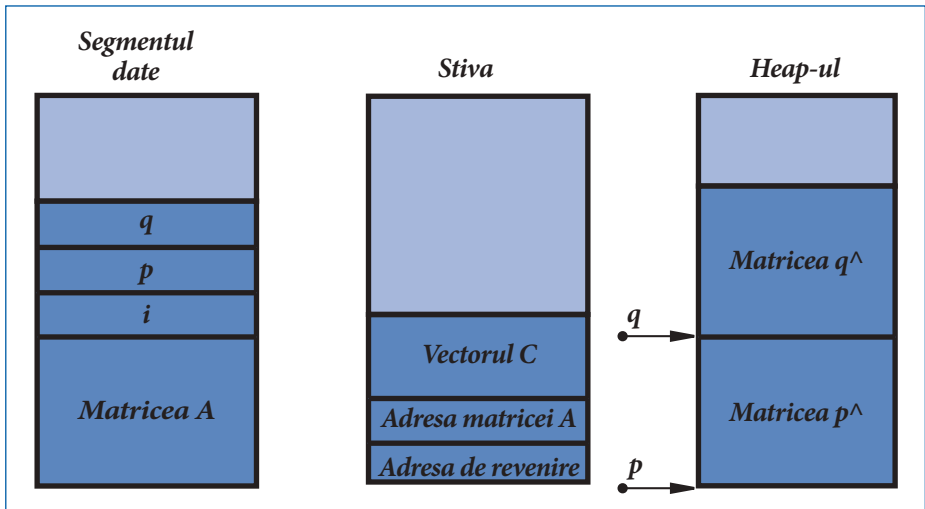 Segmentul
date
Stiva
Heap-ul
q
p
i
Matricea A
Vectorul C
Adresa matricei A
Adresa de revenire
q
p
Matricea q^
Matricea p^